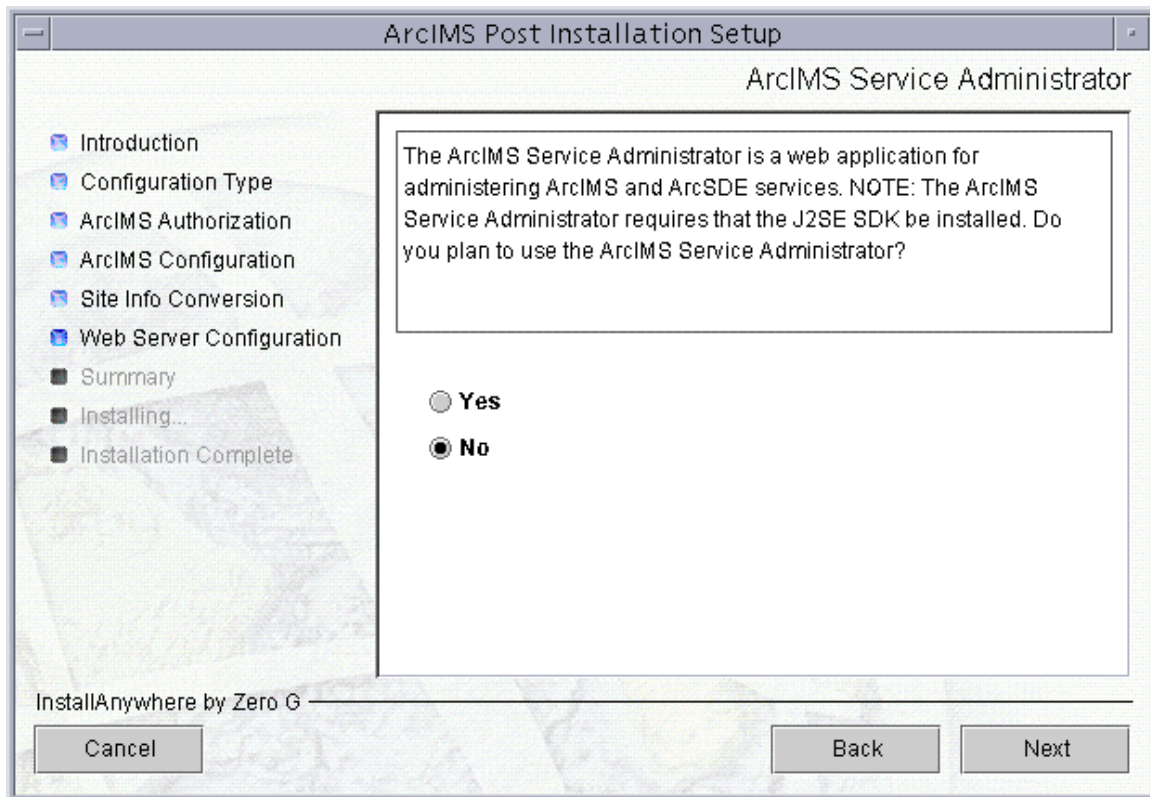 ArcIMS Post Installation Setup
ArcIMS Service Administrator
Introduction
Configuration Type
ArcIMS Authorization
ArcIMS Configuration
Site Info Conversion
Web Server Configuration
Summary
Installing...
Installation Complete
The ArcIMS Service Administrator is a web application for
administering ArcIMS and ArcSDE services. NOTE: The ArcIMS
Service Administrator requires that the J2SE SDK be installed. Do
you plan to use the ArcIMS Service Administrator?
Yes
No
InstallAnywhere by Zero G
Cancel
Back
Next